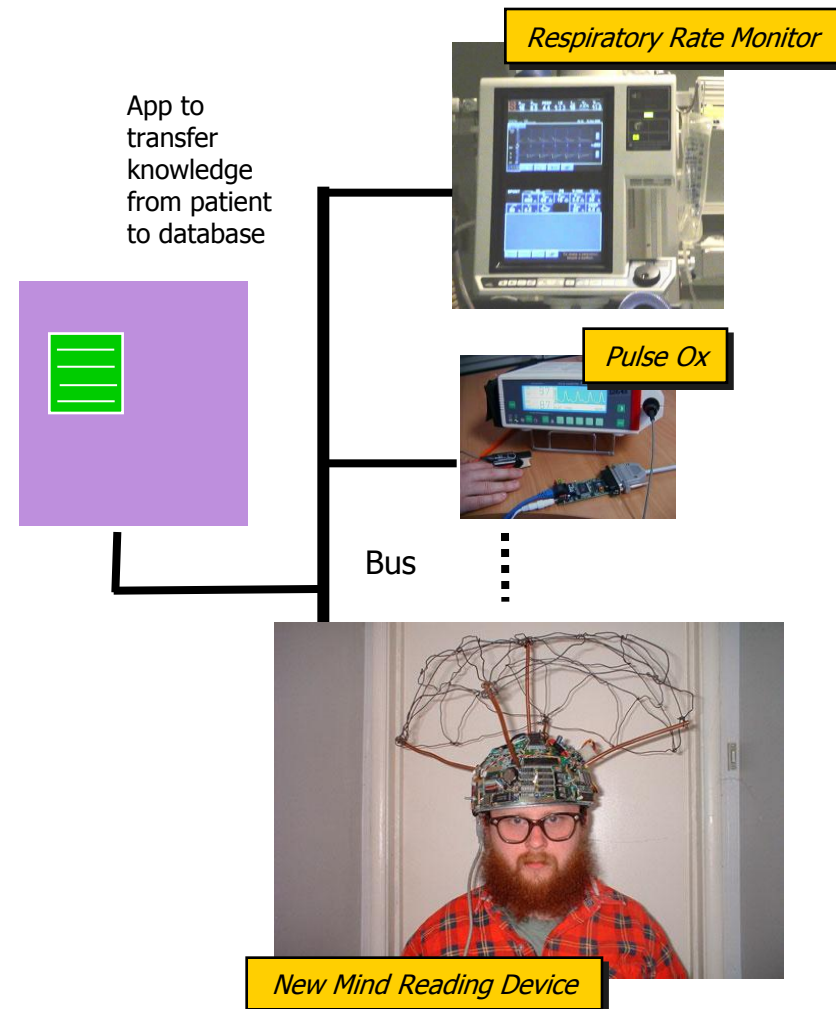 Respiratory Rate Monitor
App to
transfer
knowledge
from patient
to database
Pulse Ox
Bus
New Mind Reading Device